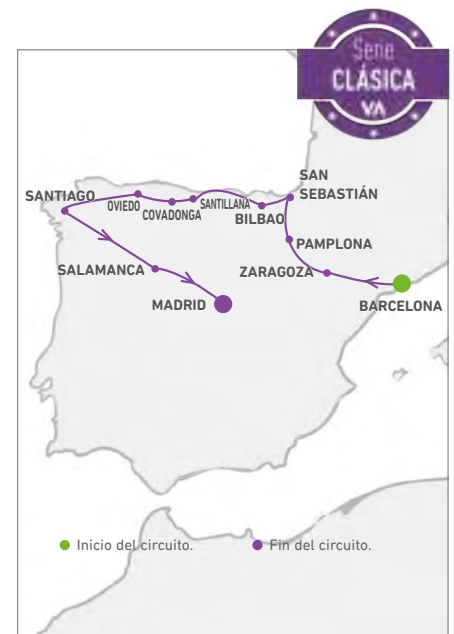 Serie
CLÁSICA
VA
SAN
SEBASTIÁN
SANTIAGO
OVIEDO
COVADONGA
SANTILLANA
BILBAO
PAMPLONA
SALAMANCA
ZARAGOZA
MADRID
BARCELONA
Inicio del circuito.
Fin del circuito.